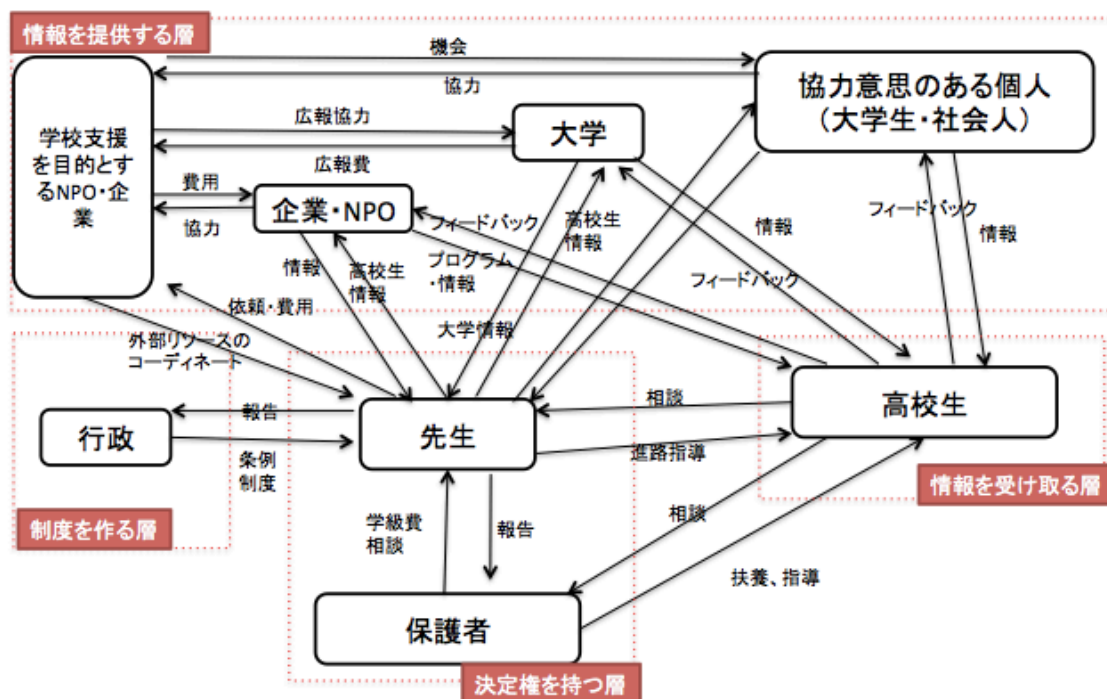 情報を提供する層
機会
協力
協力意思のある個人
（大学生・社会人）
学校支援
を目的とす
るNPO・企
業
広報協力
大学
広報費
費用
企業・NPO
協力
フィードバック
高校生
情報
フィードバック
情報
情報
情報
高校生
情報
プログラム
・情報
フィードバック
依頼・費用
大学情報
外部リソースの
コーディネート
行政
報告
条例
制度
制度を作る層
先生
相談
進路指導
高校生
情報を受け取る層
学級費
相談
報告
相談
扶養、指導
保護者
決定権を持つ層